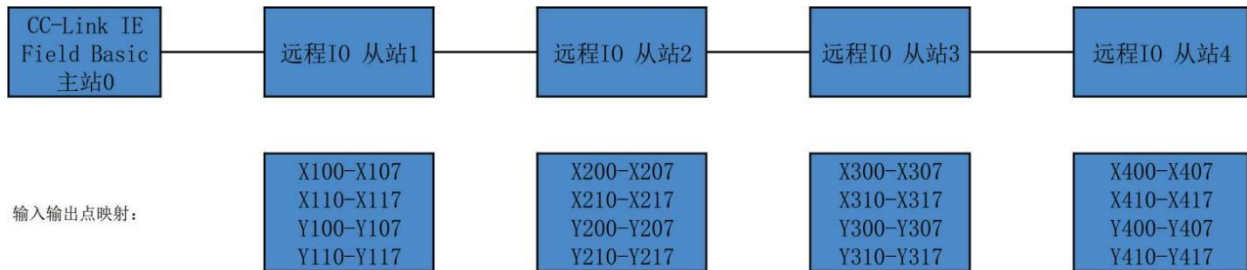 CC-Link IE
Field Basic
主站0
远程IO 从站1
远程IO 从站2
远程IO 从站3
远程IO 从站4
输入输出点映射：
X100-X107
X110-X117
Y100-Y107
Y110-Y117
X200-X207
X210-X217
Y200-Y207
Y210-Y217
X300-X307
X310-X317
Y300-Y307
Y310-Y317
X400-X407
X410-X417
Y400-Y407
Y410-Y417